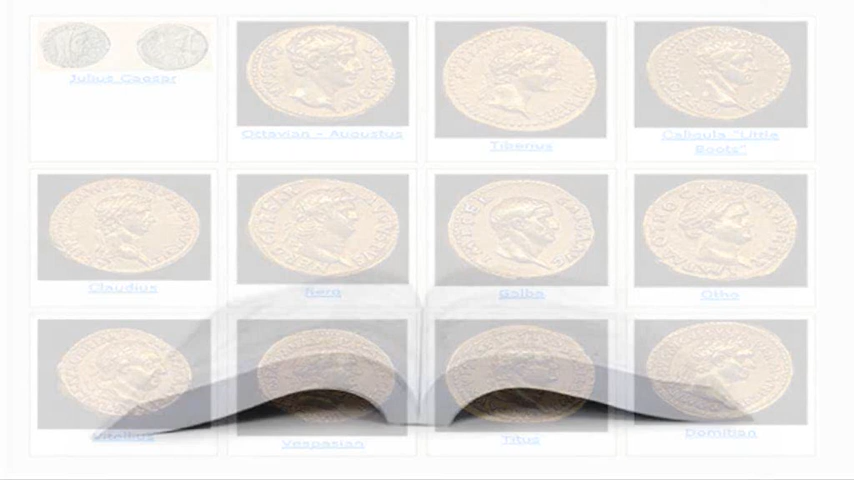 Julius Caesar
Octavian - Augustus
Tiberius
Caligula "Little
Boots"
Claudius
Nero
Galba
Otho
Vitellius
Vespasian
Titus
Domitian